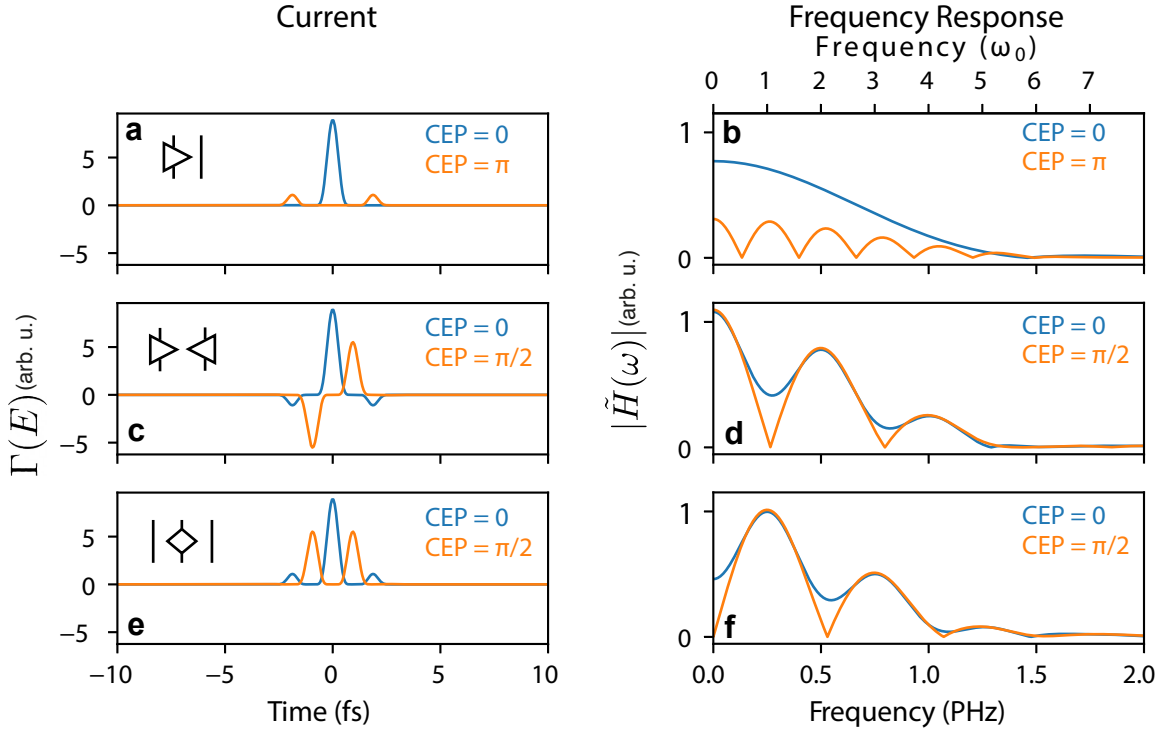 Current
Frequency Response
Frequency (ω₀)
0 1 2 3 4 5 6 7
a
CEP = 0
CEP = π
5
0
−5
b
CEP = 0
CEP = π
1
0
Γ(E) (arb. u.)
c
CEP = 0
CEP = π/2
5
0
−5
|H̃(ω)| (arb. u.)
d
CEP = 0
CEP = π/2
1
0
e
CEP = 0
CEP = π/2
5
0
−5
−10 −5 0 5 10
Time (fs)
f
CEP = 0
CEP = π/2
1
0
0.0 0.5 1.0 1.5 2.0
Frequency (PHz)